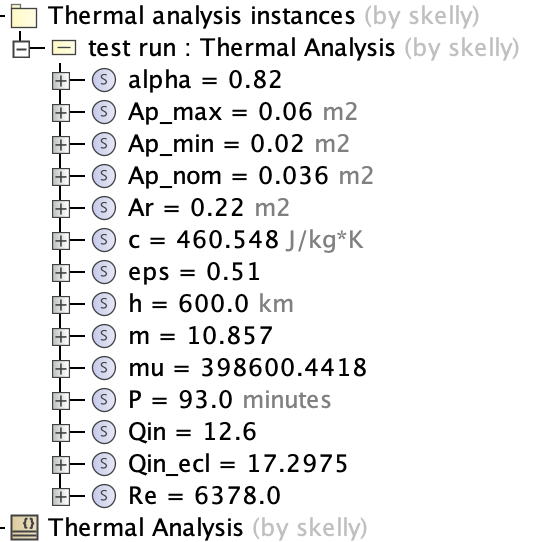 Thermal analysis instances (by skelly)
test run : Thermal Analysis (by skelly)
S alpha = 0.82
S Ap_max = 0.06 m2
S Ap_min = 0.02 m2
S Ap_nom = 0.036 m2
S Ar = 0.22 m2
S c = 460.548 J/kg*K
S eps = 0.51
S h = 600.0 km
S m = 10.857
S mu = 398600.4418
S P = 93.0 minutes
S Qin = 12.6
S Qin_ecl = 17.2975
S Re = 6378.0
{} Thermal Analysis (by skelly)